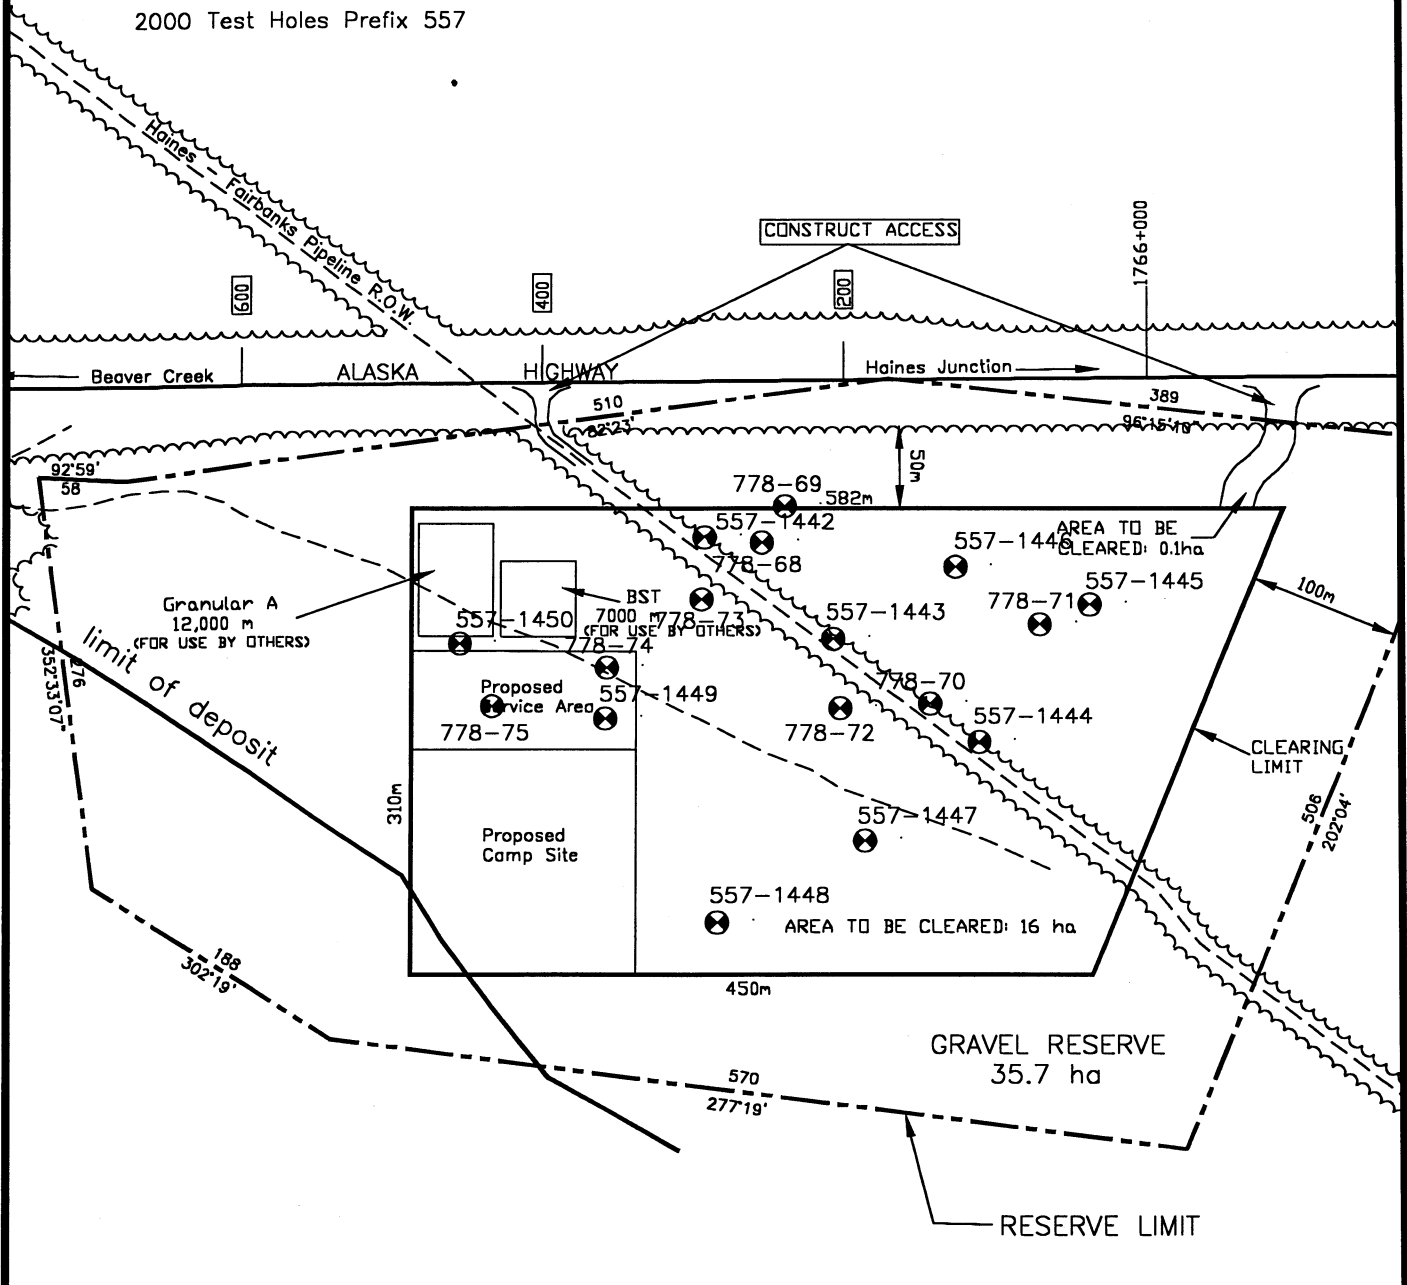 2000 Test Holes Prefix 557
Haines - Fairbanks Pipeline R.O.W.
CONSTRUCT ACCESS
1766+000
600
400
200
Beaver Creek
ALASKA HIGHWAY
Haines Junction
510
82°23'
389
96°15'10"
92°59'
58
50m
778-69
582m
557-1442
778-68
557-1446
AREA TO BE
CLEARED: 0.1ha
557-1445
778-71
100m
Granular A
12,000 m
(FOR USE BY OTHERS)
BST
7000 m
(FOR USE BY OTHERS)
778-73
557-1443
557-1450
778-74
limit of deposit
276
352°33'07"
Proposed
Service Area
557-1449
778-75
778-70
778-72
557-1444
CLEARING
LIMIT
310m
506
202°04'
Proposed
Camp Site
557-1447
557-1448
AREA TO BE CLEARED: 16 ha
188
302°19'
450m
GRAVEL RESERVE
35.7 ha
570
277°19'
RESERVE LIMIT